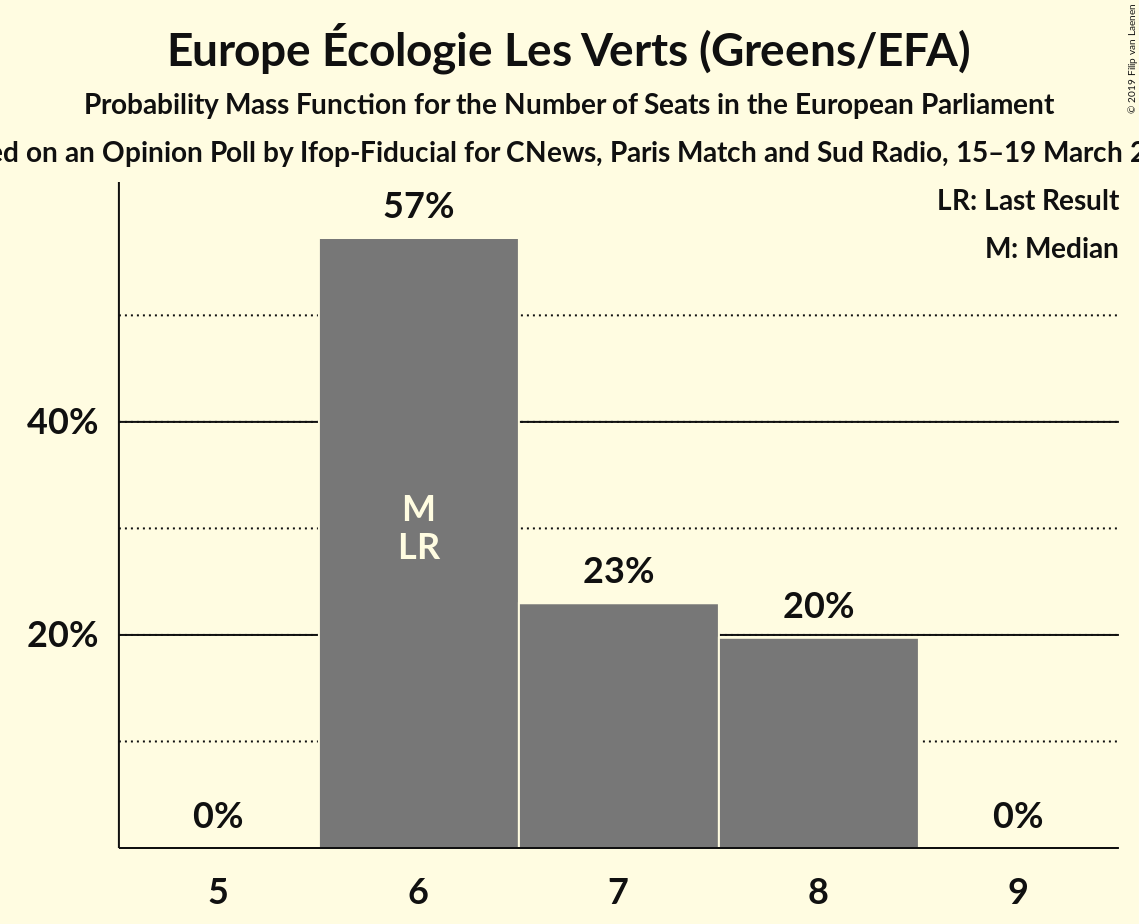 Europe Écologie Les Verts (Greens/EFA)
Probability Mass Function for the Number of Seats in the European Parliament
on an Opinion Poll by Ifop-Fiducial for CNews, Paris Match and Sud Radio, 15–19 March
© 2019 Filip van Laenen
LR: Last Result
M: Median
57%
40%
M
LR
23%
20%
20%
0%
0%
5
6
7
8
9